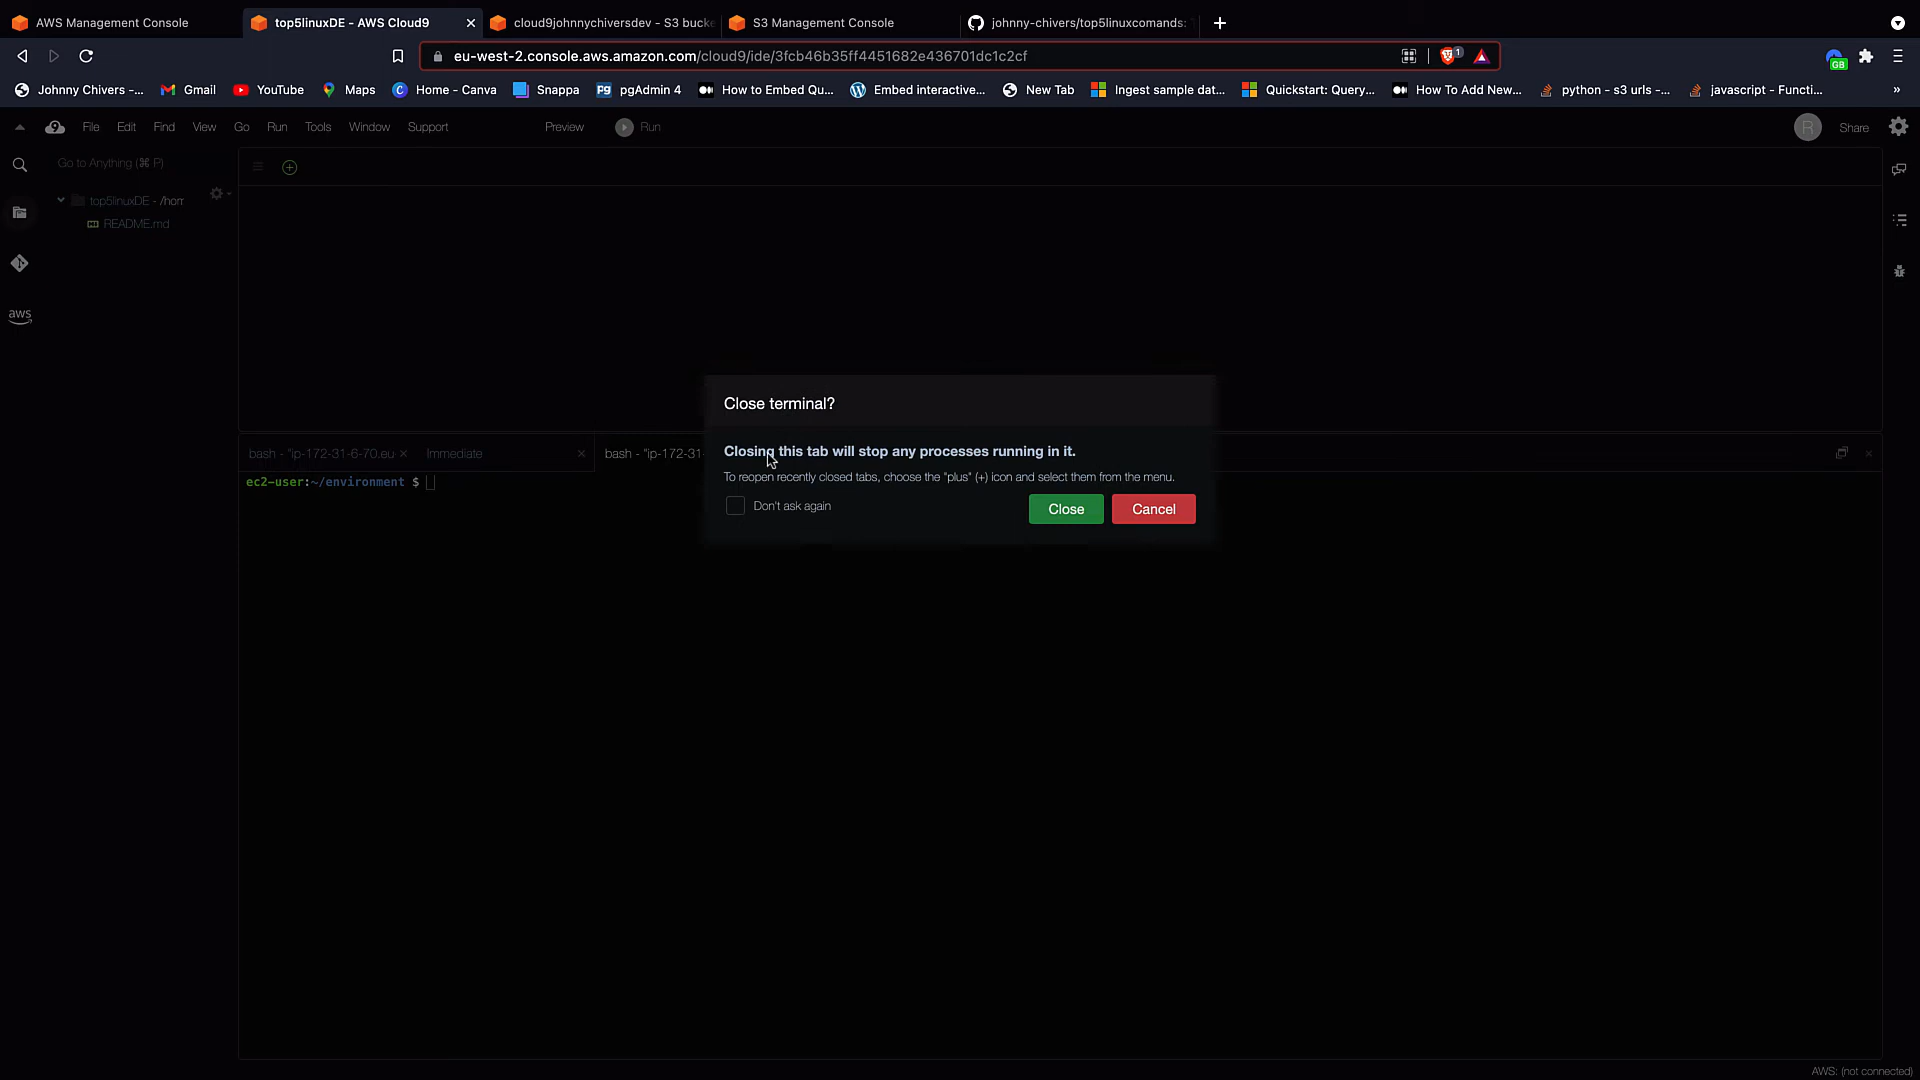 AWS Management Console
top5linuxDE - AWS Cloud9
cloud9johnnychiversdev - S3 bucke
S3 Management Console
johnny-chivers/top5linuxcomands:
eu-west-2.console.aws.amazon.com/cloud9/ide/3fcb46b35ff4451682e436701dc1c2cf
1
GB
Johnny Chivers -...
Gmail
YouTube
Maps
Home - Canva
Snappa
pgAdmin 4
How to Embed Qu...
Embed interactive...
New Tab
Ingest sample dat...
Quickstart: Query...
How To Add New...
python - s3 urls -...
javascript - Functi...
»
File Edit Find View Go Run Tools Window Support
Preview
Run
R
Share
Go to Anything (⌘ P)
top5linuxDE - /hom
README.md
aws
Close terminal?
Closing this tab will stop any processes running in it.
To reopen recently closed tabs, choose the "plus" (+) icon and select them from the menu.
Don't ask again
Close
Cancel
bash - "ip-172-31-6-70.eu
Immediate
bash - "ip-172-31-
ec2-user:~/environment $
AWS: (not connected)